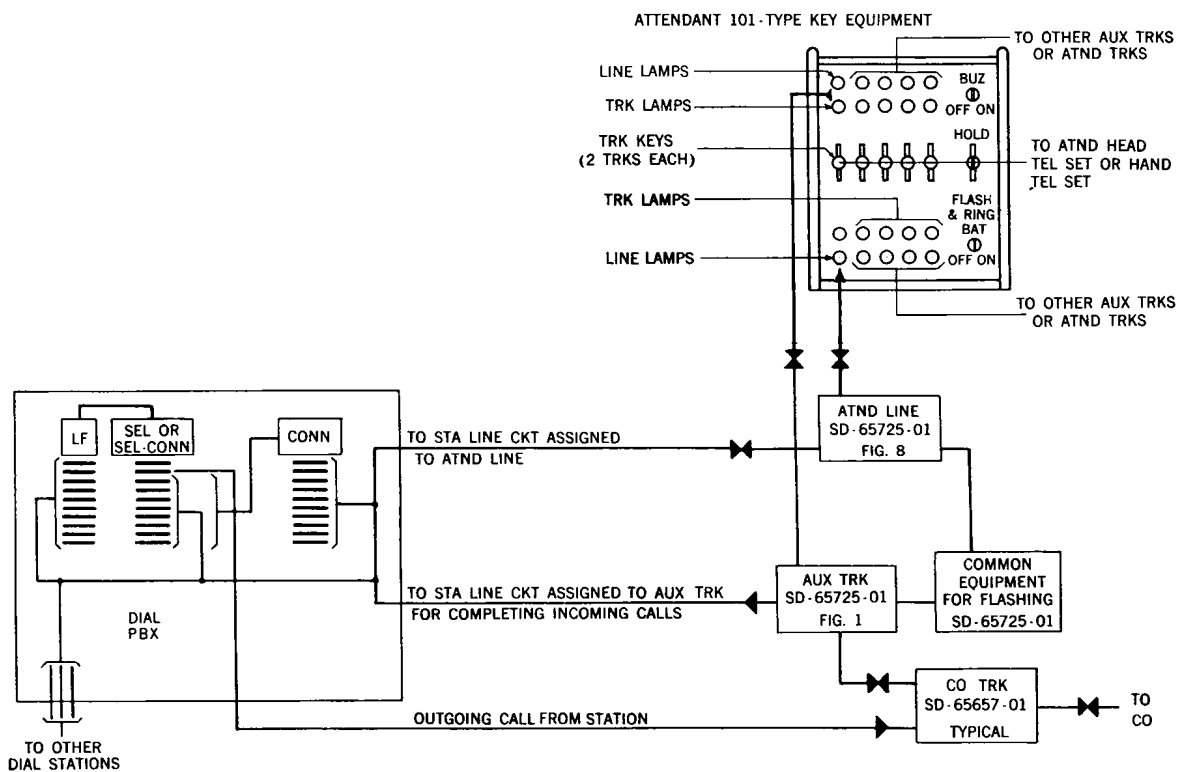 ATTENDANT 101-TYPE KEY EQUIPMENT
TO OTHER AUX TRKS
OR ATND TRKS
LINE LAMPS
BUZ
TRK LAMPS
OFF ON
HOLD
TRK KEYS
(2 TRKS EACH)
TO ATND HEAD
TEL SET OR HAND
TEL SET
TRK LAMPS
FLASH
& RING
BAT
LINE LAMPS
OFF ON
TO OTHER AUX TRKS
OR ATND TRKS
LF
SEL OR
SEL-CONN
CONN
TO STA LINE CKT ASSIGNED
TO ATND LINE
ATND LINE
SD-65725-01
FIG. 8
DIAL
PBX
TO STA LINE CKT ASSIGNED TO AUX TRK
FOR COMPLETING INCOMING CALLS
AUX TRK
SD-65725-01
FIG. 1
COMMON
EQUIPMENT
FOR FLASHING
SD-65725-01
OUTGOING CALL FROM STATION
CO TRK
SD-65657-01
TYPICAL
TO
CO
TO OTHER
DIAL STATIONS